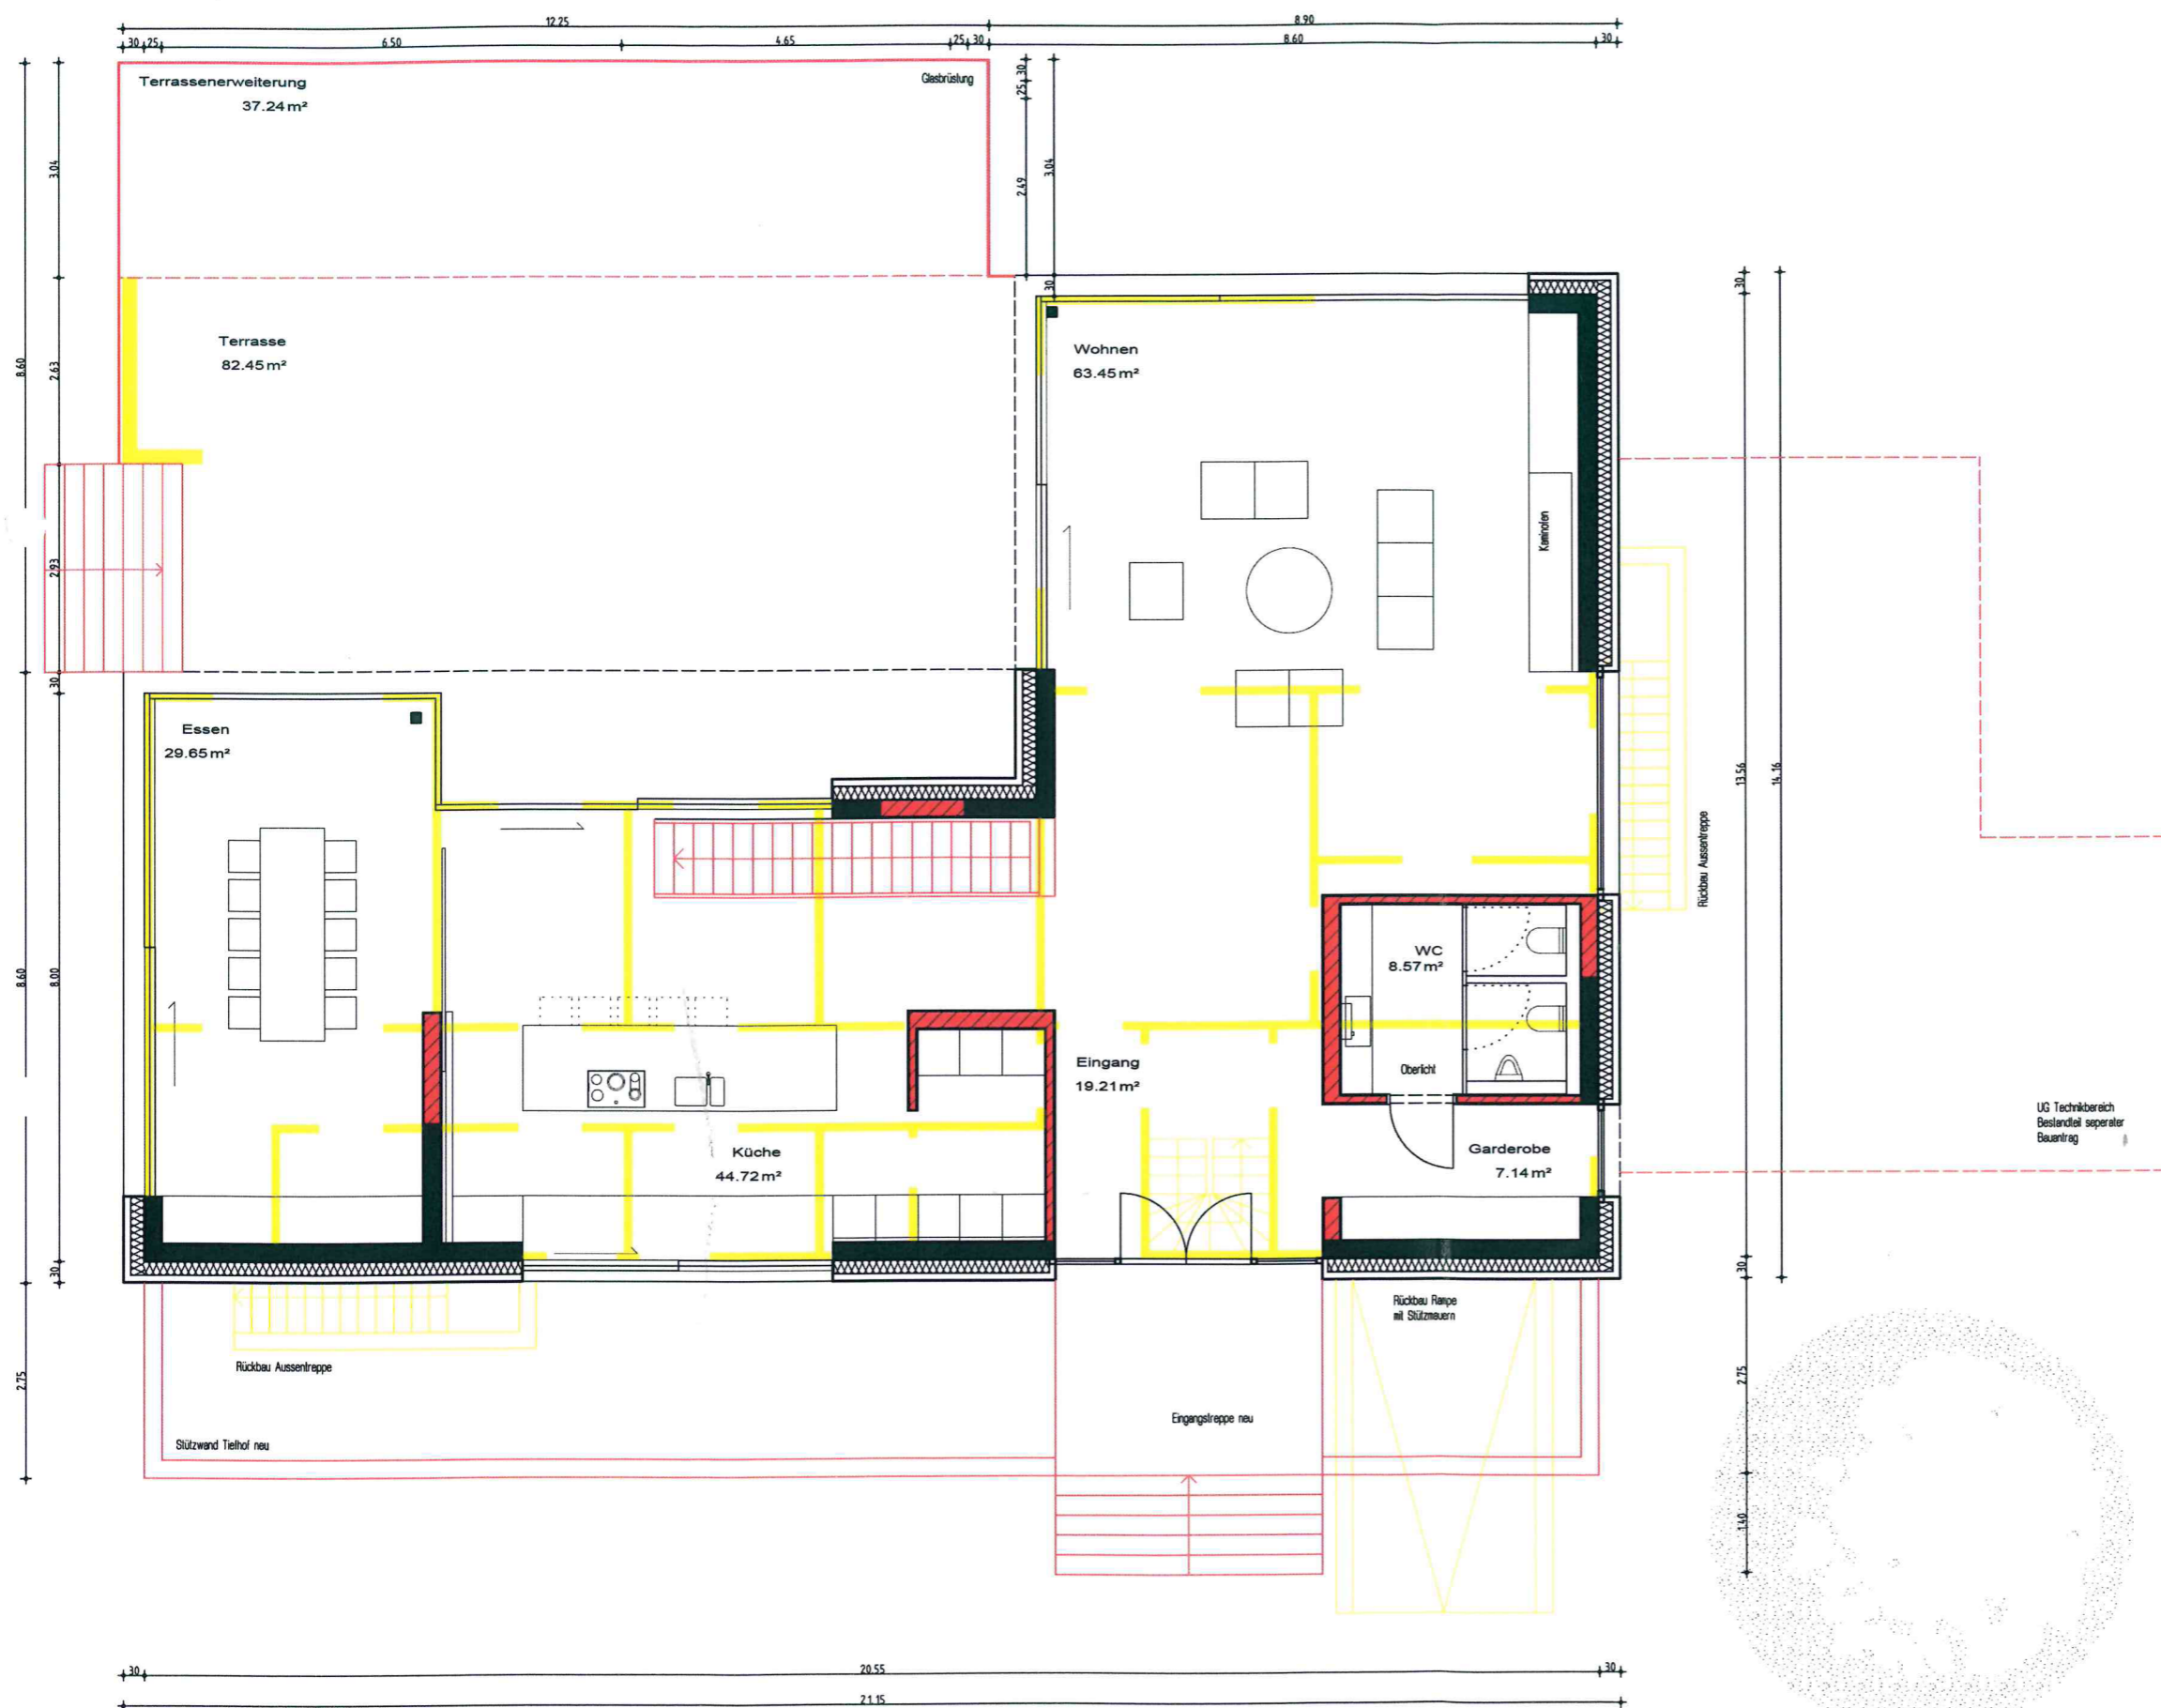 12.25
8.90
30
25
6.50
4.65
25
30
8.60
30
Terrassenerweiterung
37.24 m²
Glasbrüstung
30
25
3.04
2.49
3.04
30
30
Terrasse
82.45 m²
Wohnen
63.45 m²
8.60
2.63
2.93
30
Kaminofen
Essen
29.65 m²
13.56
14.16
Rückbau Aussentreppe
8.60
8.00
WC
8.57 m²
Eingang
19.21 m²
Oberlicht
UG Technikbereich
Bestandteil seperater
Bauantrag
Küche
44.72 m²
Garderobe
7.14 m²
30
30
Rückbau Rampe
mit Stützmauern
Rückbau Aussentreppe
2.75
2.75
Eingangstreppe neu
Stützwand Tiefhof neu
1.40
30
20.55
30
21.15